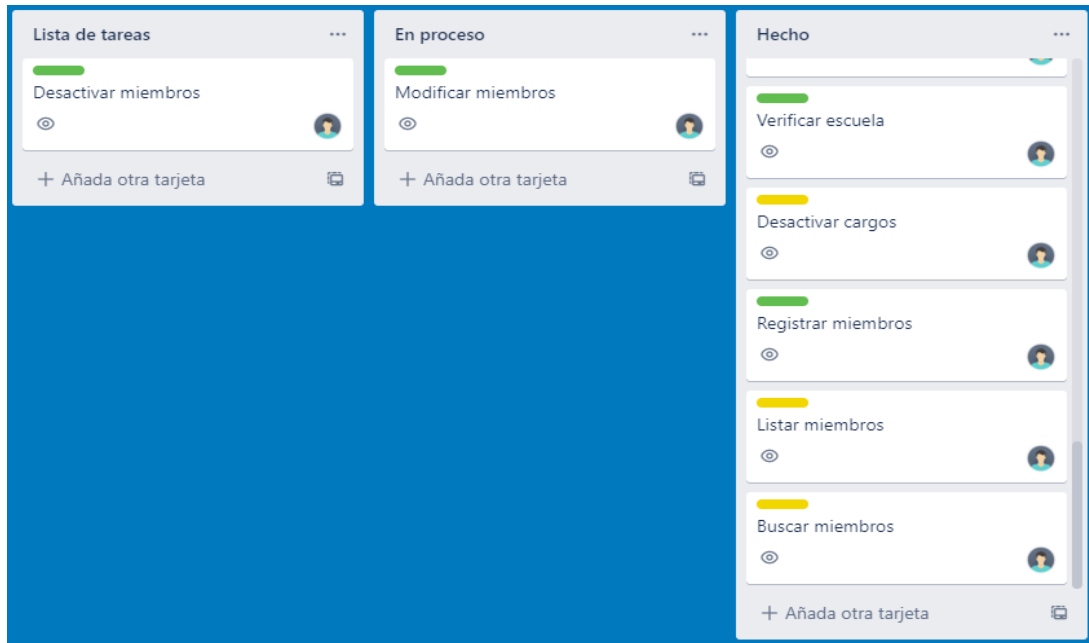 Lista de tareas
Desactivar miembros
+ Añada otra tarjeta
En proceso
Modificar miembros
+ Añada otra tarjeta
Hecho
Verificar escuela
Desactivar cargos
Registrar miembros
Listar miembros
Buscar miembros
+ Añada otra tarjeta